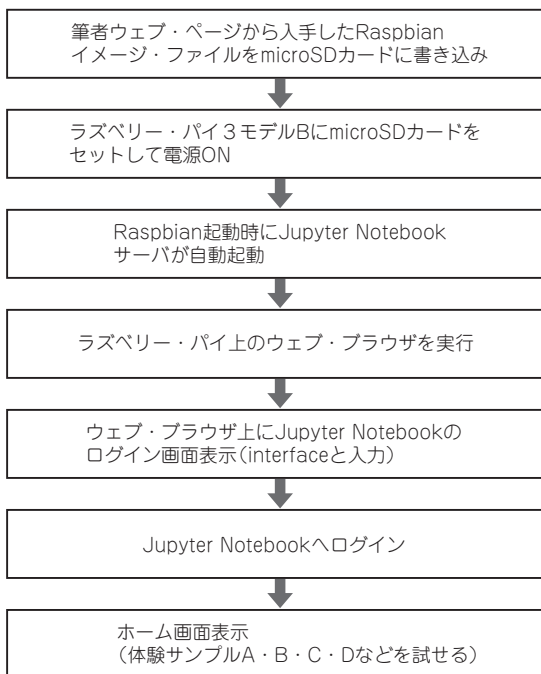 筆者ウェブ・ページから入手したRaspbian
イメージ・ファイルをmicroSDカードに書き込み
ラズベリー・パイ3モデルBにmicroSDカードを
セットして電源ON
Raspbian起動時にJupyter Notebook
サーバが自動起動
ラズベリー・パイ上のウェブ・ブラウザを実行
ウェブ・ブラウザ上にJupyter Notebookの
ログイン画面表示(interfaceと入力)
Jupyter Notebookへログイン
ホーム画面表示
(体験サンプルA・B・C・Dなどを試せる)